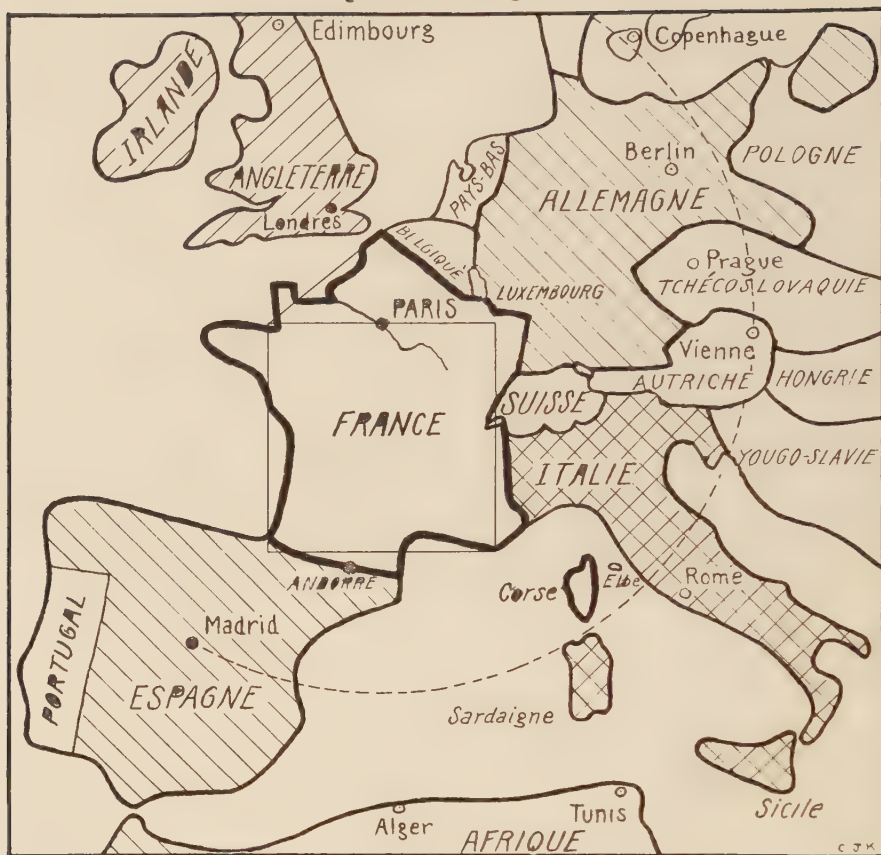 Edimbourg
Copenhague
IRLANDE
ANGLETERRE
Londres
PAYS-BAS
Berlin
POLOGNE
ALLEMAGNE
BELGIQUE
LUXEMBOURG
Prague
TCHÉCOSLOVAQUIE
PARIS
Vienne
AUTRICHE
HONGRIE
SUISSE
FRANCE
ITALIE
YOUGO-SLAVIE
ANDORRE
Corse
Elbe
Rome
PORTUGAL
Madrid
ESPAGNE
Sardaigne
Sicile
Alger
Tunis
AFRIQUE
C J K